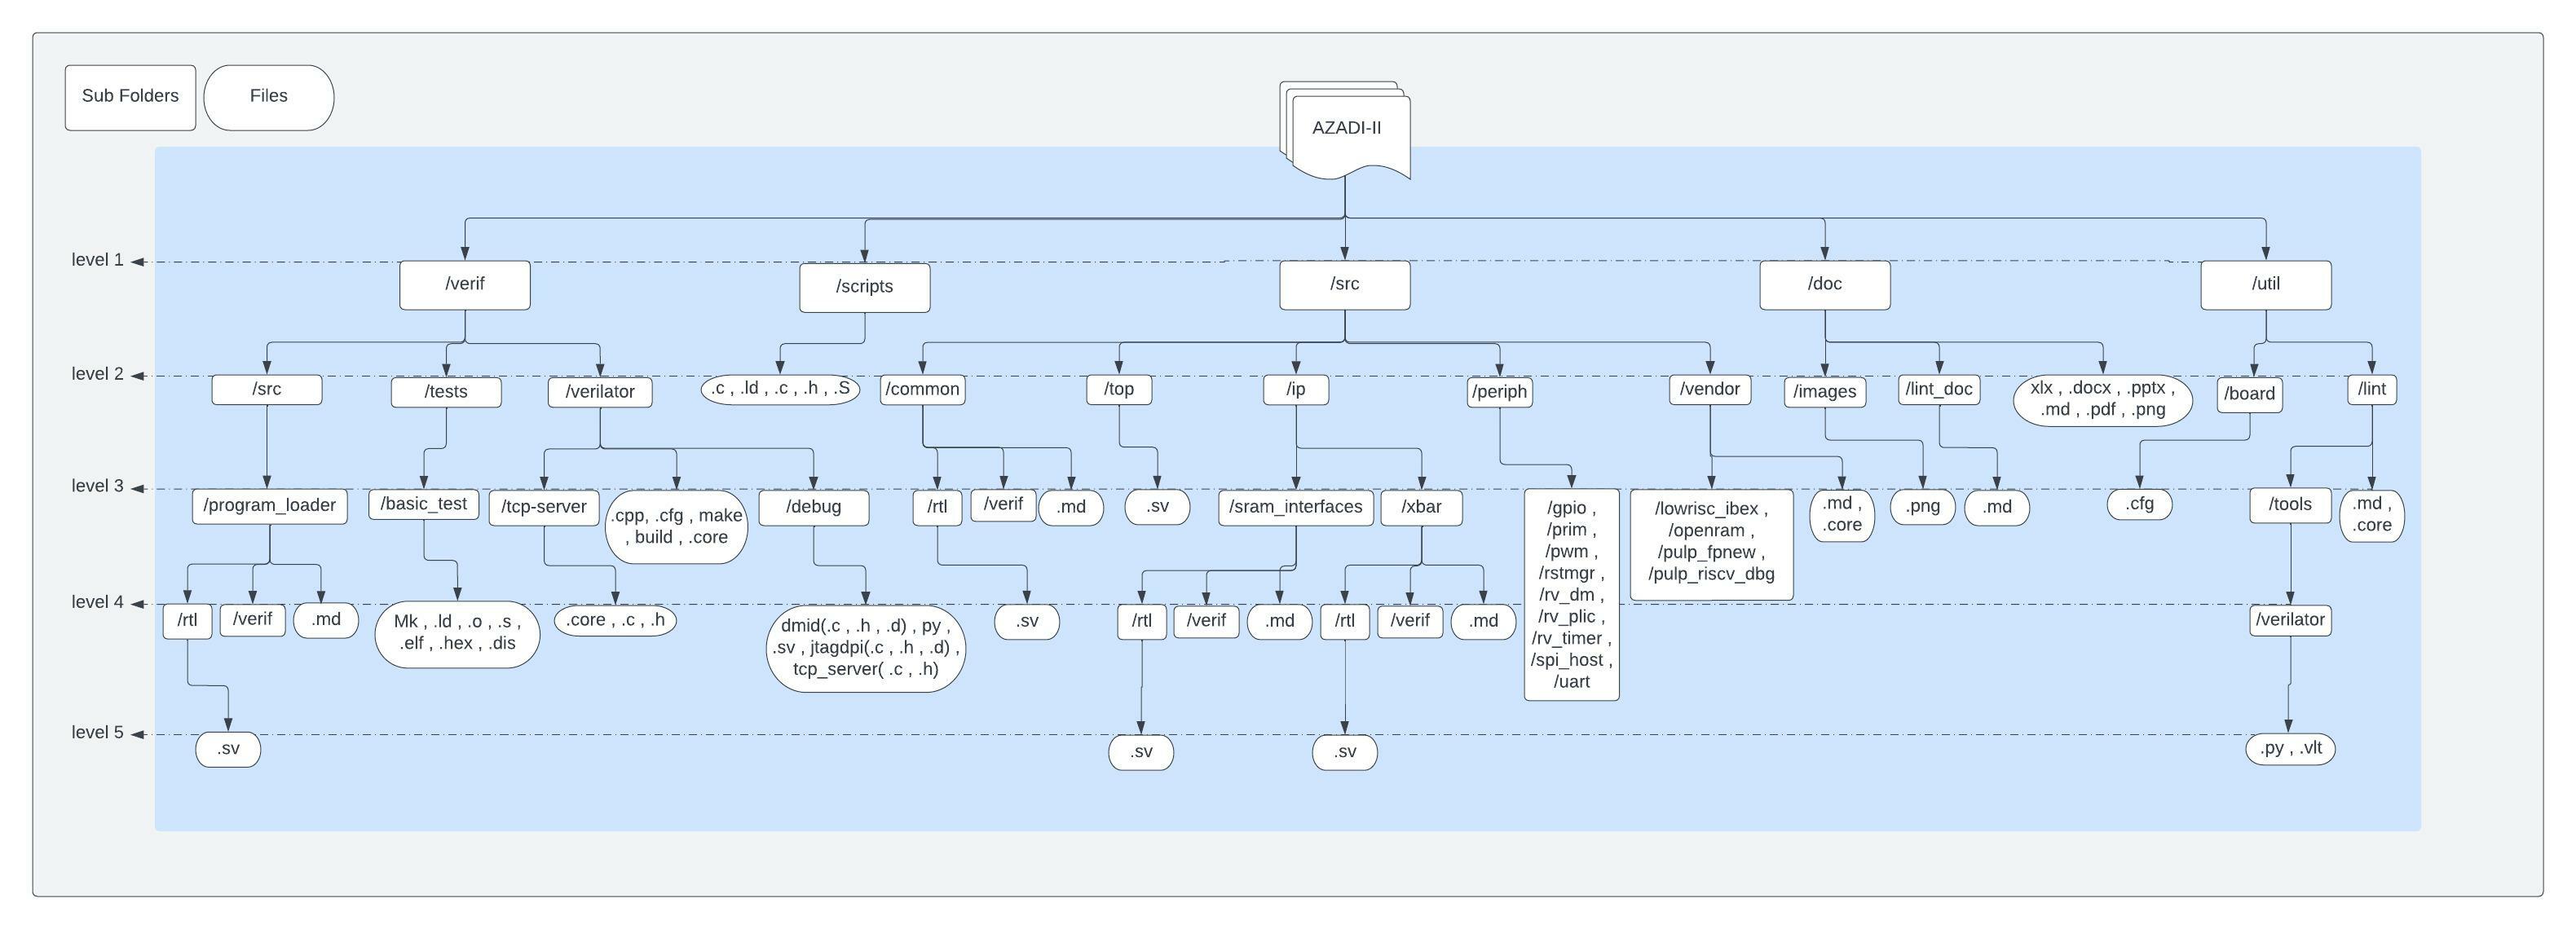 Sub Folders
Files
AZADI-II
level 1
/verif
/scripts
/src
/doc
/util
level 2
/src
/tests
/verilator
.c , .ld , .c , .h , .S
/common
/top
/ip
/periph
/vendor
/images
/lint_doc
xlx , .docx , .pptx ,
.md , .pdf , .png
/board
/lint
level 3
/program_loader
/basic_test
/tcp-server
.cpp, .cfg , make
, build , .core
/debug
/rtl
/verif
.md
.sv
/sram_interfaces
/xbar
/gpio ,
/prim ,
/pwm ,
/rstmgr ,
/rv_dm ,
/rv_plic ,
/rv_timer ,
/spi_host ,
/uart
/lowrisc_ibex ,
/openram ,
/pulp_fpnew ,
/pulp_riscv_dbg
.md ,
.core
.png
.md
.cfg
/tools
.md ,
.core
level 4
/rtl
/verif
.md
Mk , .ld , .o , .s ,
.elf , .hex , .dis
.core , .c , .h
dmid(.c , .h , .d) , py ,
.sv , jtagdpi(.c , .h , .d) ,
tcp_server( .c , .h)
.sv
/rtl
/verif
.md
/rtl
/verif
.md
/verilator
level 5
.sv
.sv
.sv
.py , .vlt